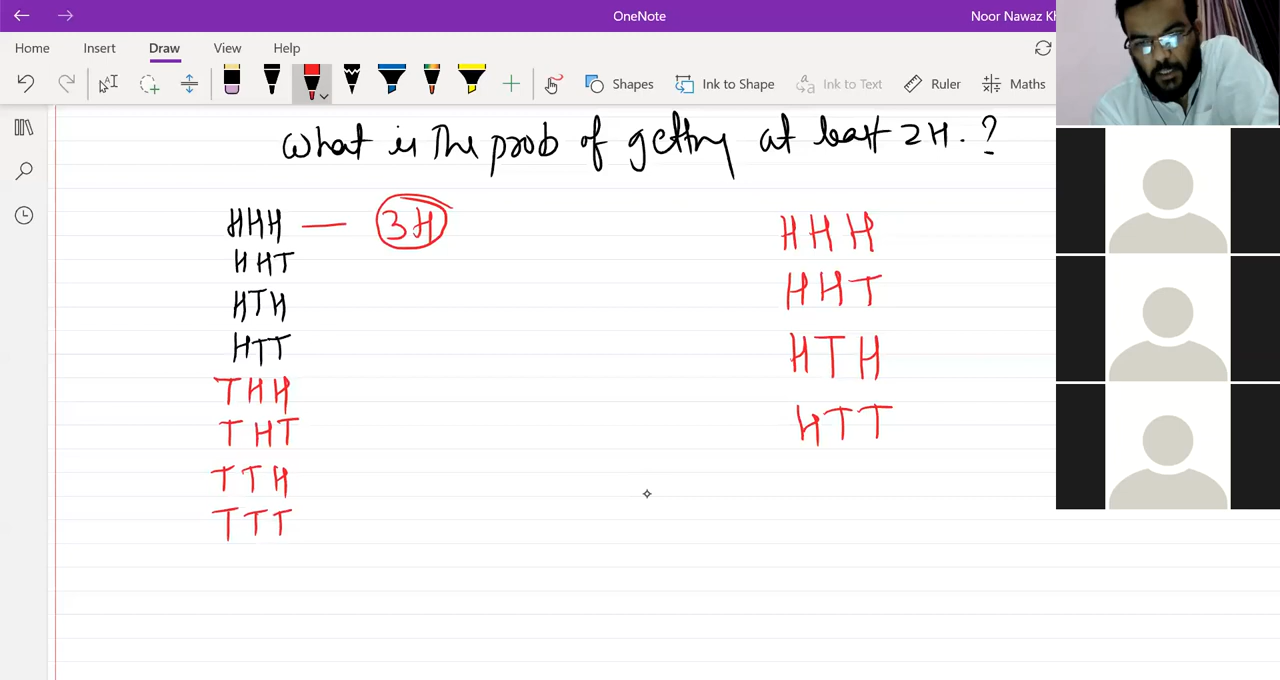 OneNote
Noor Nawaz Kh
Home Insert Draw View Help
Shapes Ink to Shape Ink to Text Ruler Maths
What is The prob of getting at least 2H.?
HHH — 3H
HHT
HTH
HTT
THH
THT
TTH
TTT
HHH
HHT
HTH
HTT